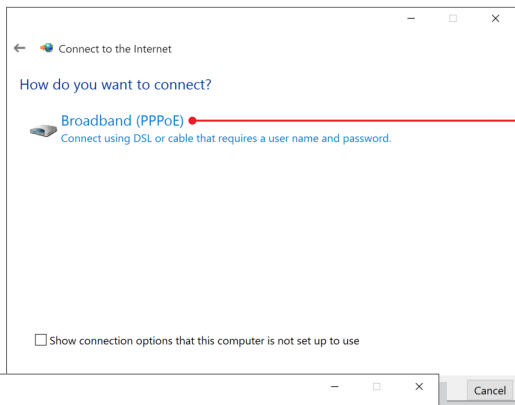 Connect to the Internet
How do you want to connect?
Broadband (PPPoE)
Connect using DSL or cable that requires a user name and password.
Show connection options that this computer is not set up to use
Cancel